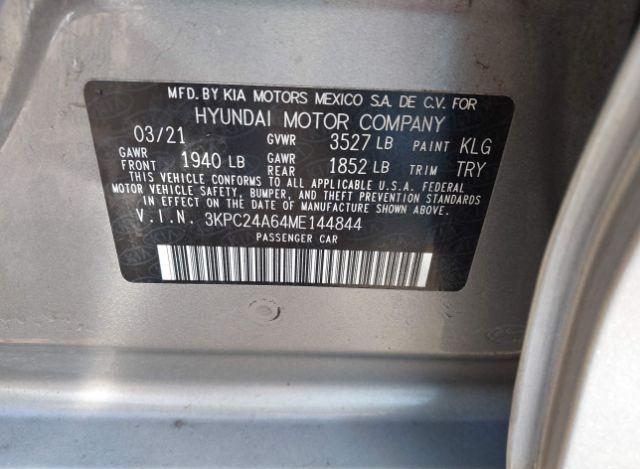 MFD. BY KIA MOTORS MEXICO S.A. DE C.V. FOR
HYUNDAI MOTOR COMPANY
03/21 GVWR 3527 LB PAINT KLG
GAWR FRONT 1940 LB GAWR REAR 1852 LB TRIM TRY
THIS VEHICLE CONFORMS TO ALL APPLICABLE U.S.A. FEDERAL
MOTOR VEHICLE SAFETY, BUMPER, AND THEFT PREVENTION STANDARDS
IN EFFECT ON THE DATE OF MANUFACTURE SHOWN ABOVE.
V.I.N. 3KPC24A64ME144844
PASSENGER CAR